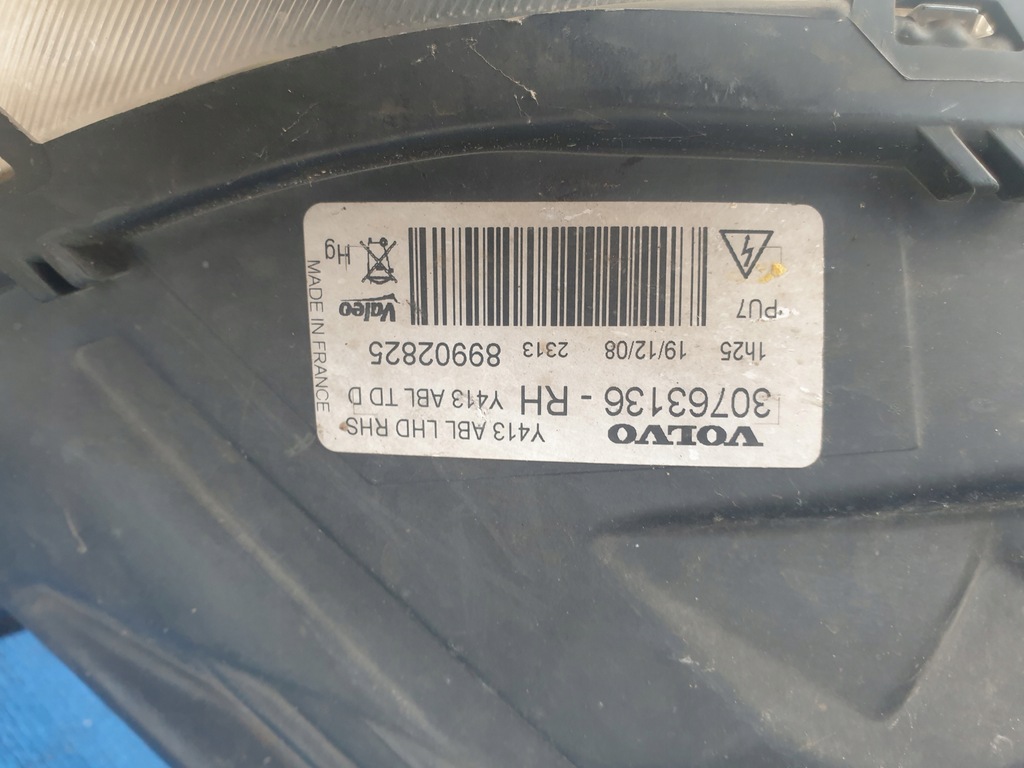 VOLVO Y413 ABL LHD RHS
30763136 - RH Y413 ABL TD D
1h25 19/12/08 2313 89902825
PU7
Valeo
Hg
MADE IN FRANCE